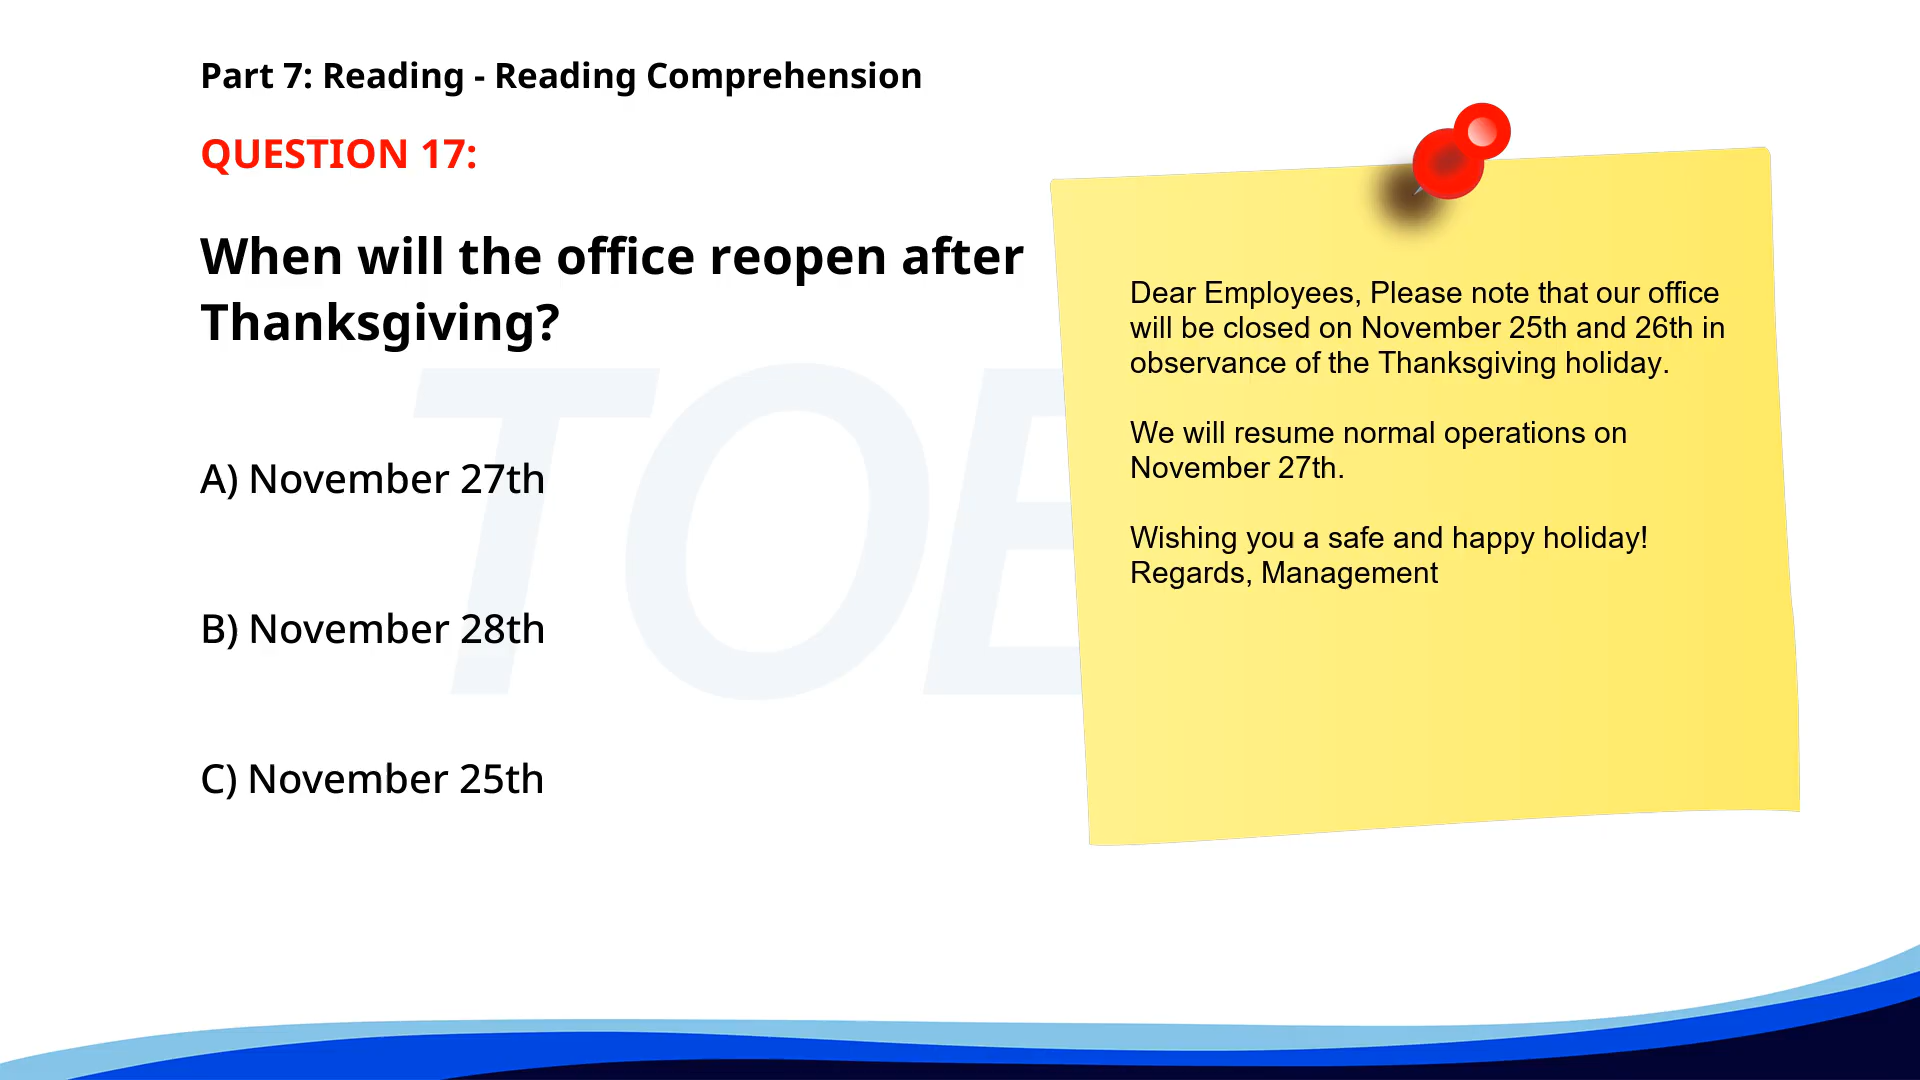 Part 7: Reading - Reading Comprehension
QUESTION 17:
When will the office reopen after
Thanksgiving?
A) November 27th
B) November 28th
C) November 25th
Dear Employees, Please note that our office
will be closed on November 25th and 26th in
observance of the Thanksgiving holiday.
We will resume normal operations on
November 27th.
Wishing you a safe and happy holiday!
Regards, Management
TOE